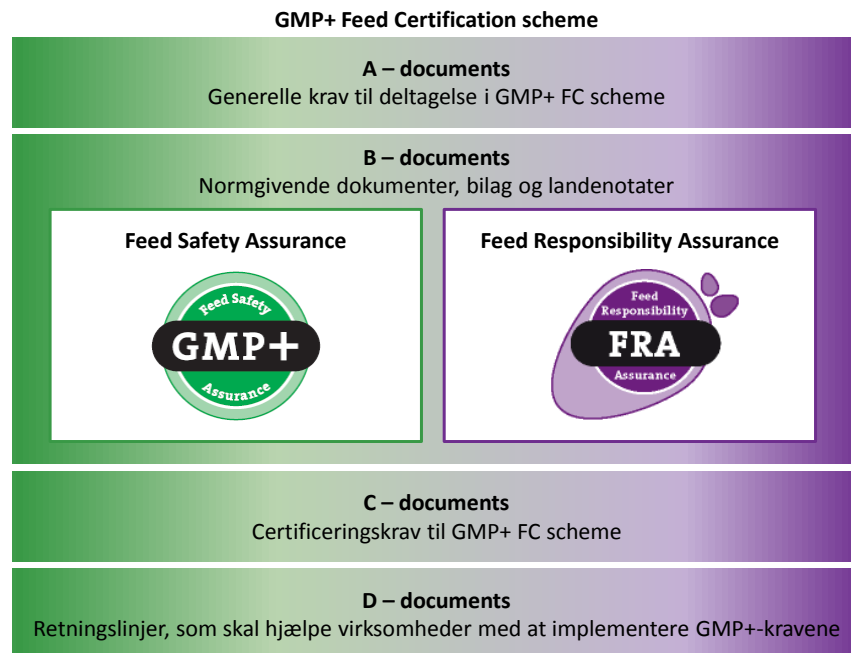 GMP+ Feed Certification scheme
A – documents
Generelle krav til deltagelse i GMP+ FC scheme
B – documents
Normgivende dokumenter, bilag og landenotater
Feed Safety Assurance
Feed Safety
GMP+
Assurance
Feed Responsibility Assurance
Feed
Responsibility
FRA
Assurance
C – documents
Certificeringskrav til GMP+ FC scheme
D – documents
Retningslinjer, som skal hjælpe virksomheder med at implementere GMP+-kravene